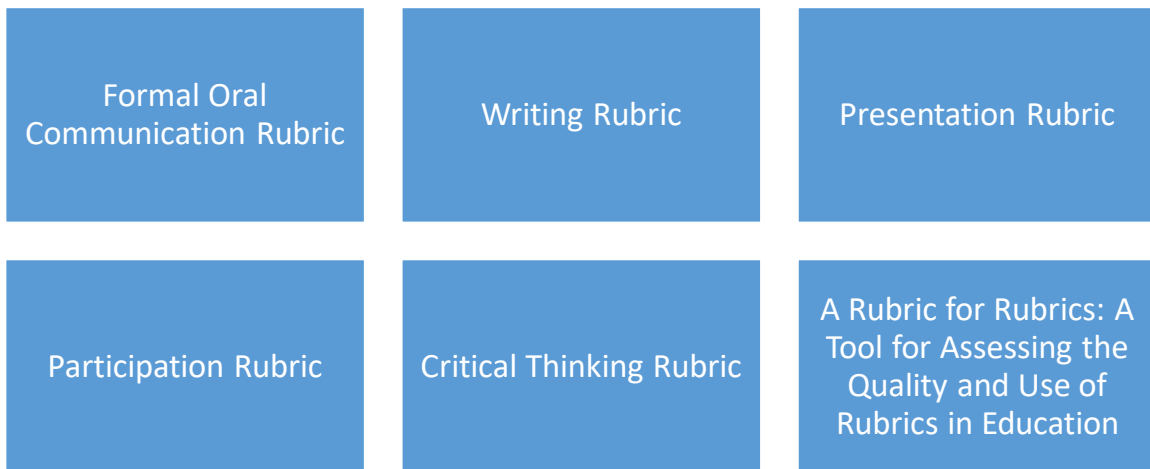 Formal Oral
Communication Rubric
Writing Rubric
Presentation Rubric
Participation Rubric
Critical Thinking Rubric
A Rubric for Rubrics: A
Tool for Assessing the
Quality and Use of
Rubrics in Education